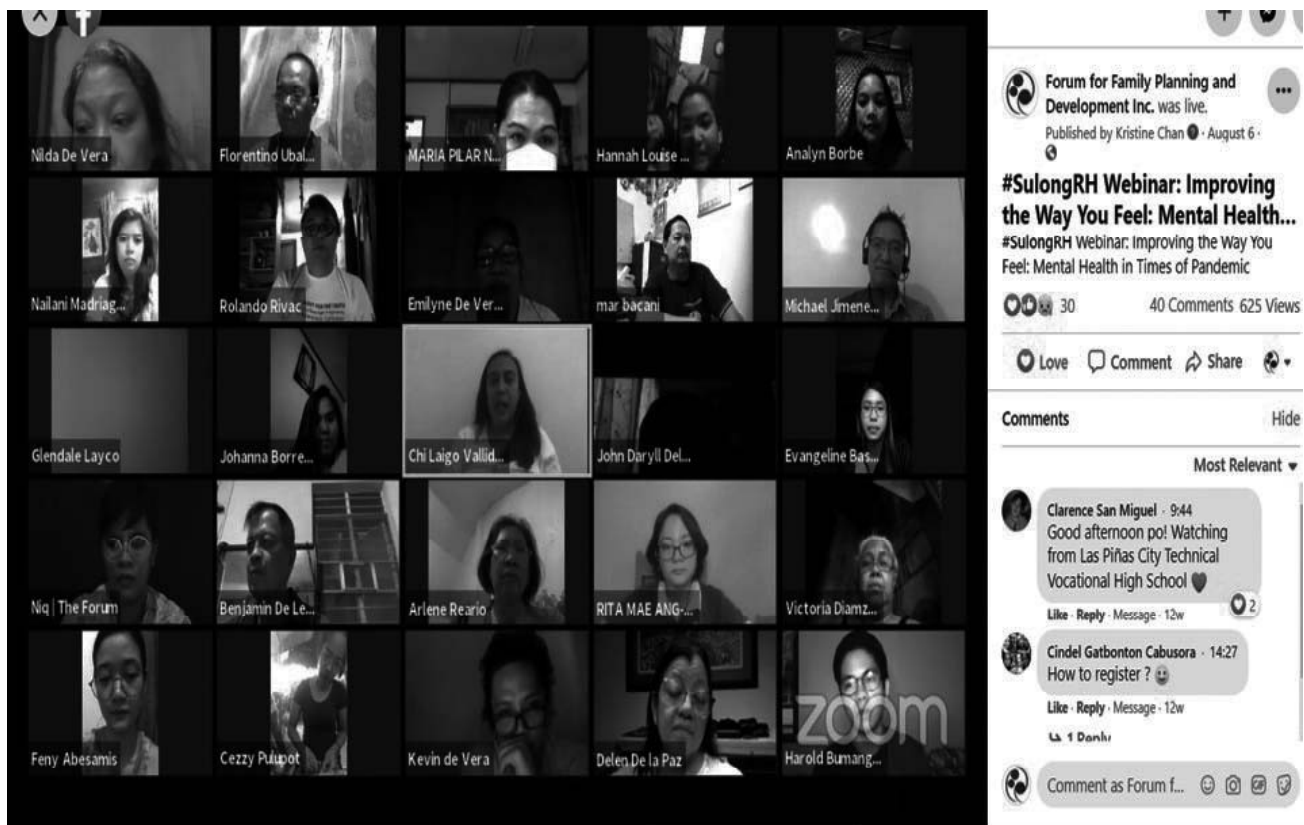 Nilda De Vera
Florentino Ubal...
MARIA PILAR N...
Hannah Louise ...
Analyn Borbe
Nailani Madriag...
Rolando Rivac
Emilyne De Ver...
mar bacani
Michael Jimene...
Glendale Layco
Johanna Borre...
Chi Laigo Vallid...
John Daryll Del...
Evangeline Bas...
Niq | The Forum
Benjamin De Le...
Arlene Reario
RITA MAE ANG-...
Victoria Diamz...
Feny Abesamis
Cezzy Pulupot
Kevin de Vera
Delen De la Paz
Harold Bumang...
zoom
Forum for Family Planning and
Development Inc. was live.
Published by Kristine Chan · August 6 ·
#SulongRH Webinar: Improving
the Way You Feel: Mental Health...
#SulongRH Webinar: Improving the Way You
Feel: Mental Health in Times of Pandemic
30 40 Comments 625 Views
Love Comment Share
Comments Hide
Most Relevant
Clarence San Miguel · 9:44
Good afternoon po! Watching
from Las Piñas City Technical
Vocational High School
2
Like · Reply · Message · 12w
Cindel Gatbonton Cabusora · 14:27
How to register ?
Like · Reply · Message · 12w
1 Reply
Comment as Forum f... GIF